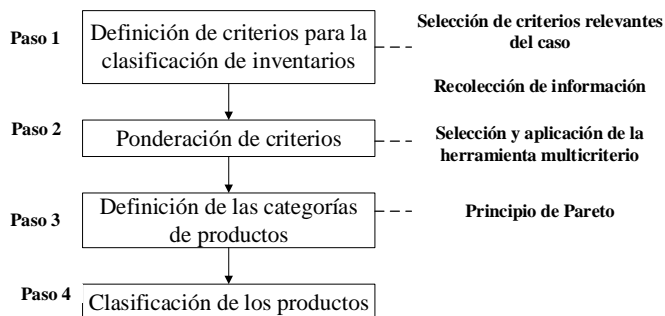 Paso 1
Definición de criterios para la
clasificación de inventarios
Selección de criterios relevantes
del caso
Recolección de información
Paso 2
Ponderación de criterios
Selección y aplicación de la
herramienta multicriterio
Paso 3
Definición de las categorías
de productos
Principio de Pareto
Paso 4
Clasificación de los productos